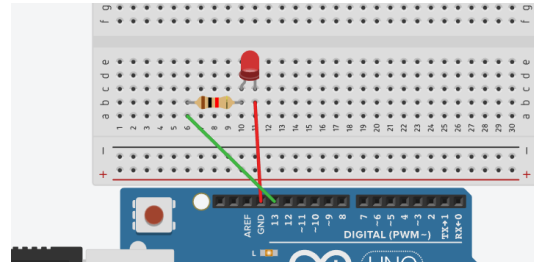 g g
f f
e e
d d
c c
b b
a a
1 2 3 4 5 6 7 8 9 10 11 12 13 14 15 16 17 18 19 20 21 22 23 24 25 26 27 28 29 30
− −
+ +
AREF GND 13 12 ~11 ~10 ~9 8 7 ~6 ~5 4 ~3 2 TX→1 RX←0
DIGITAL (PWM~)
L
UNO